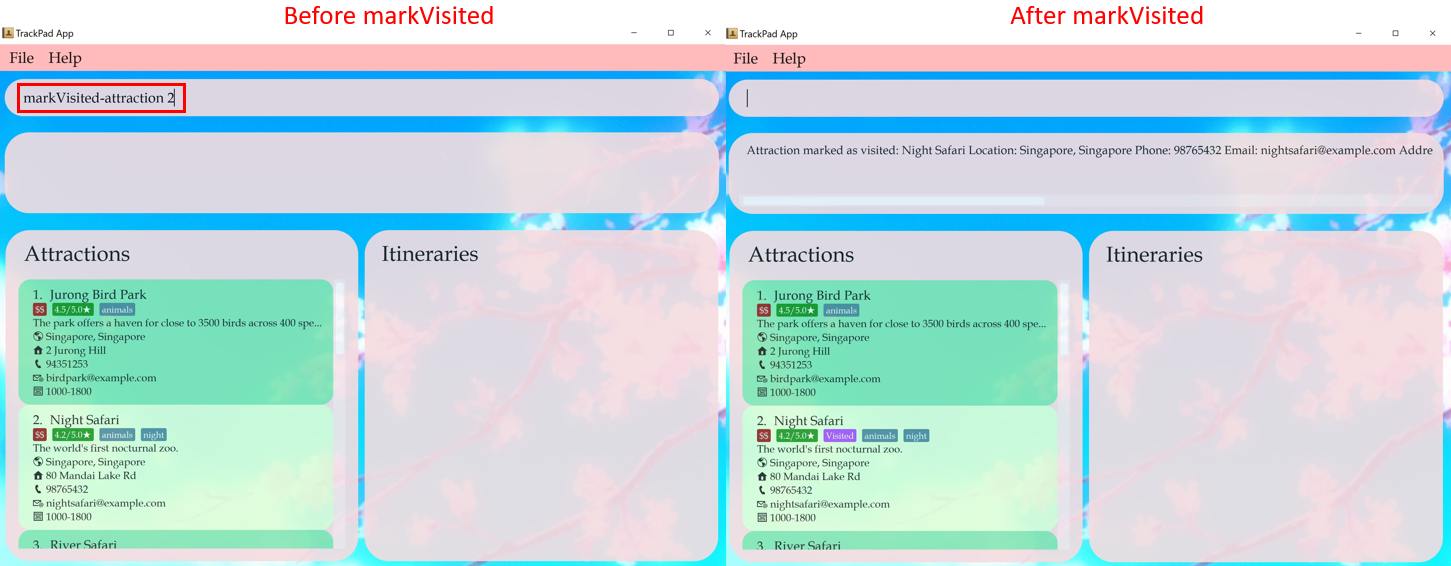 Before markVisited
TrackPad App
File Help
markVisited-attraction 2
Attractions
1. Jurong Bird Park
$$ 4.5/5.0★ animals
The park offers a haven for close to 3500 birds across 400 spe...
Singapore, Singapore
2 Jurong Hill
94351253
birdpark@example.com
1000-1800
2. Night Safari
$$ 4.2/5.0★ animals night
The world's first nocturnal zoo.
Singapore, Singapore
80 Mandai Lake Rd
98765432
nightsafari@example.com
1000-1800
3. River Safari
Itineraries
After markVisited
TrackPad App
File Help
Attraction marked as visited: Night Safari Location: Singapore, Singapore Phone: 98765432 Email: nightsafari@example.com Addre
Attractions
1. Jurong Bird Park
$$ 4.5/5.0★ animals
The park offers a haven for close to 3500 birds across 400 spe...
Singapore, Singapore
2 Jurong Hill
94351253
birdpark@example.com
1000-1800
2. Night Safari
$$ 4.2/5.0★ Visited animals night
The world's first nocturnal zoo.
Singapore, Singapore
80 Mandai Lake Rd
98765432
nightsafari@example.com
1000-1800
3. River Safari
Itineraries